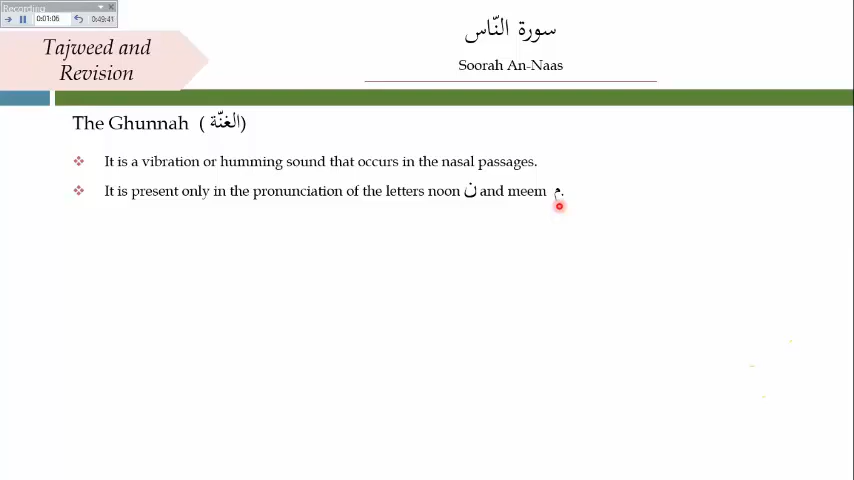 Recording
0:01:06
0:49:41
Tajweed and
Revision
سورة النّاس
Soorah An-Naas
The Ghunnah ( الغنّة)
It is a vibration or humming sound that occurs in the nasal passages.
It is present only in the pronunciation of the letters noon ن and meem م.